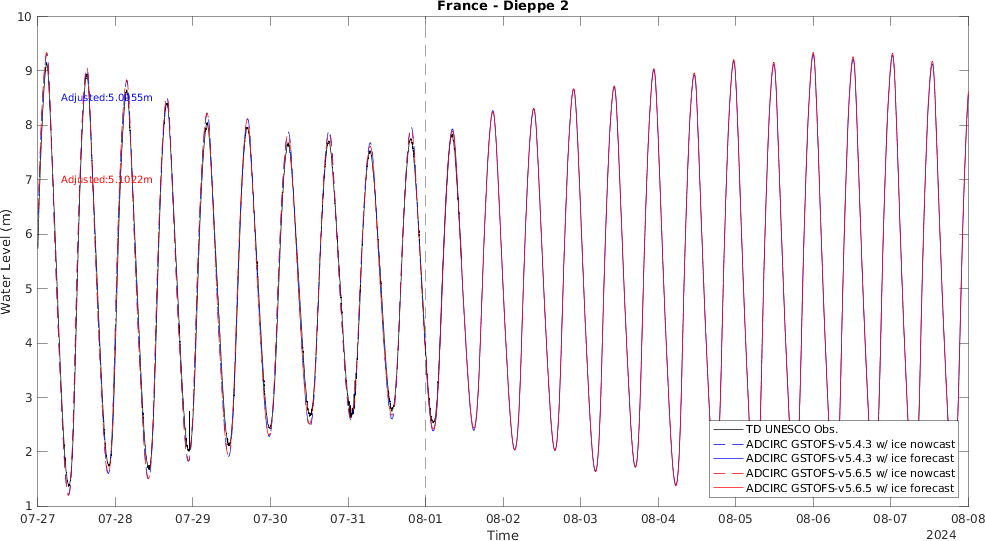 France - Dieppe 2
10
9
8
7
6
5
4
3
2
1
Water Level (m)
Adjusted:5.0955m
Adjusted:5.1022m
TD UNESCO Obs.
ADCIRC GSTOFS-v5.4.3 w/ ice nowcast
ADCIRC GSTOFS-v5.4.3 w/ ice forecast
ADCIRC GSTOFS-v5.6.5 w/ ice nowcast
ADCIRC GSTOFS-v5.6.5 w/ ice forecast
07-27 07-28 07-29 07-30 07-31 08-01 08-02 08-03 08-04 08-05 08-06 08-07 08-08
Time
2024